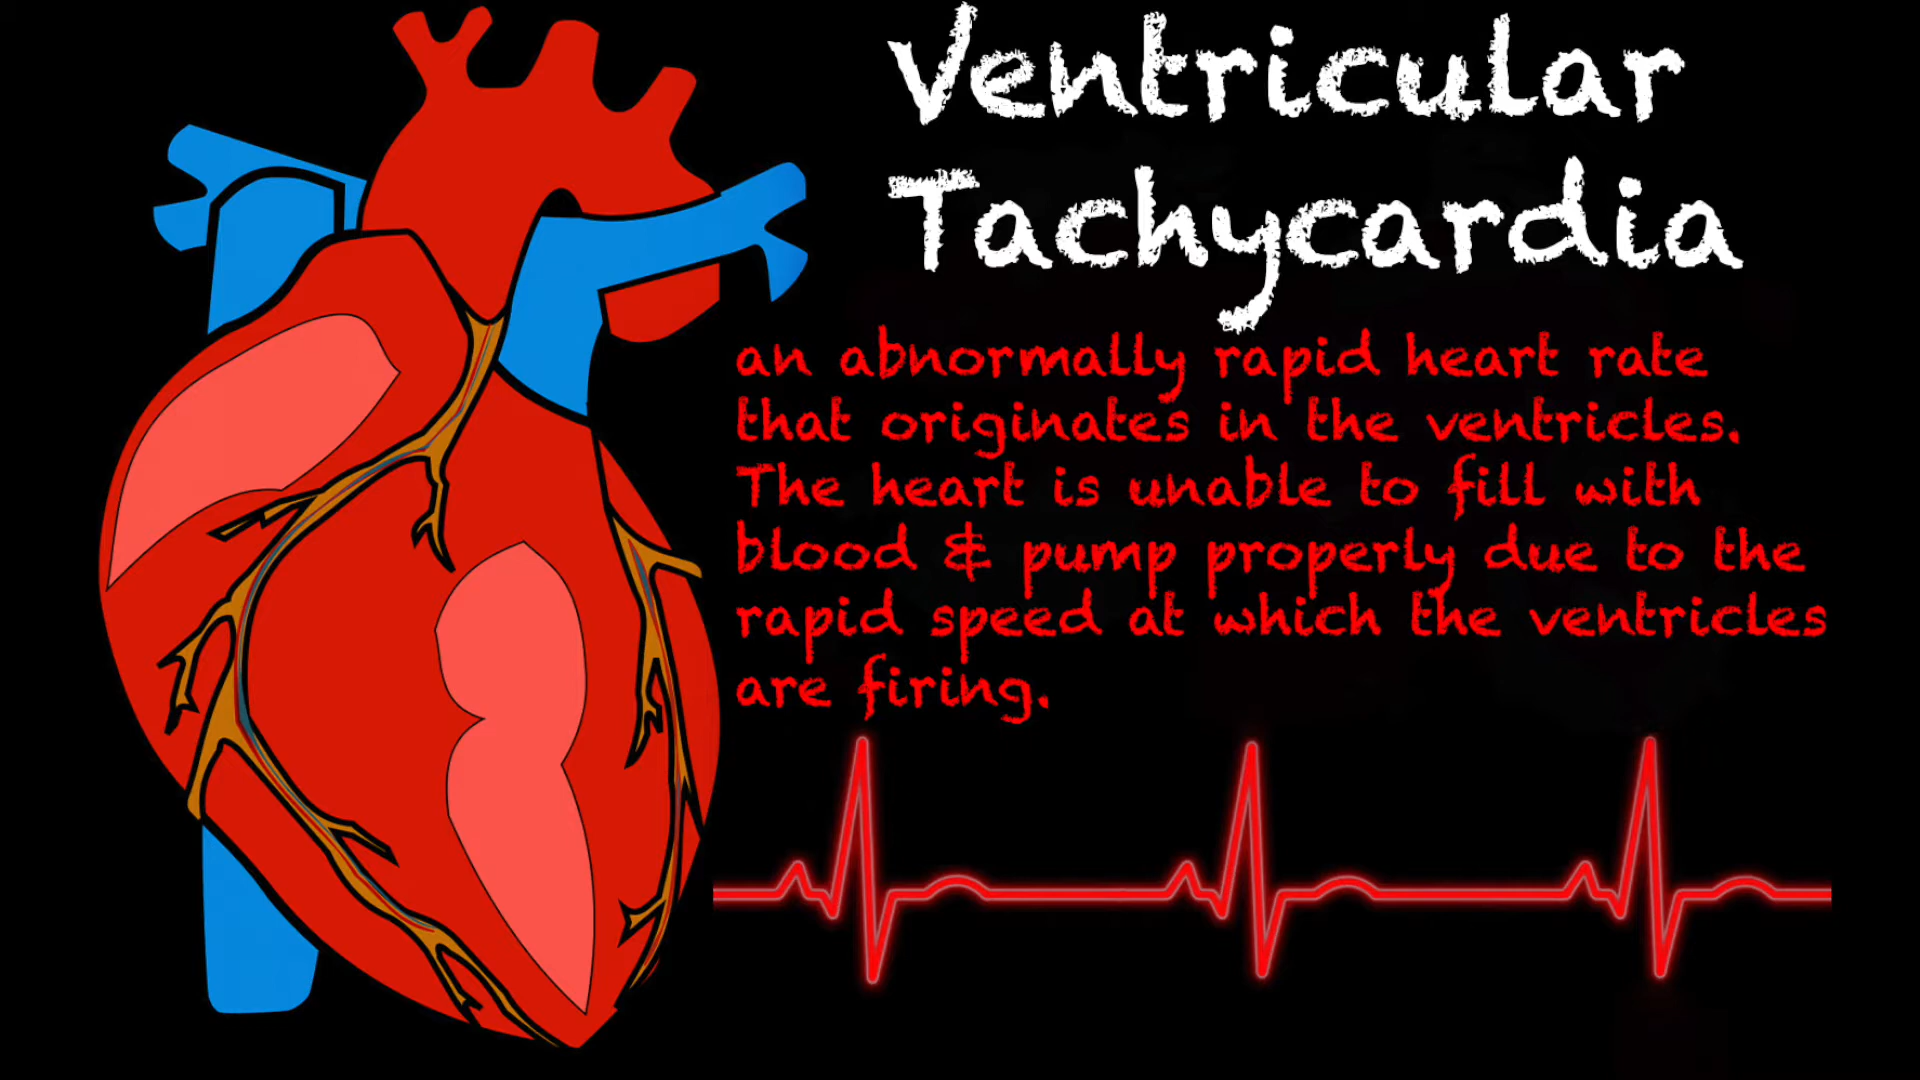 Ventricular
Tachycardia
an abnormally rapid heart rate
that originates in the ventricles.
The heart is unable to fill with
blood & pump properly due to the
rapid speed at which the ventricles
are firing.